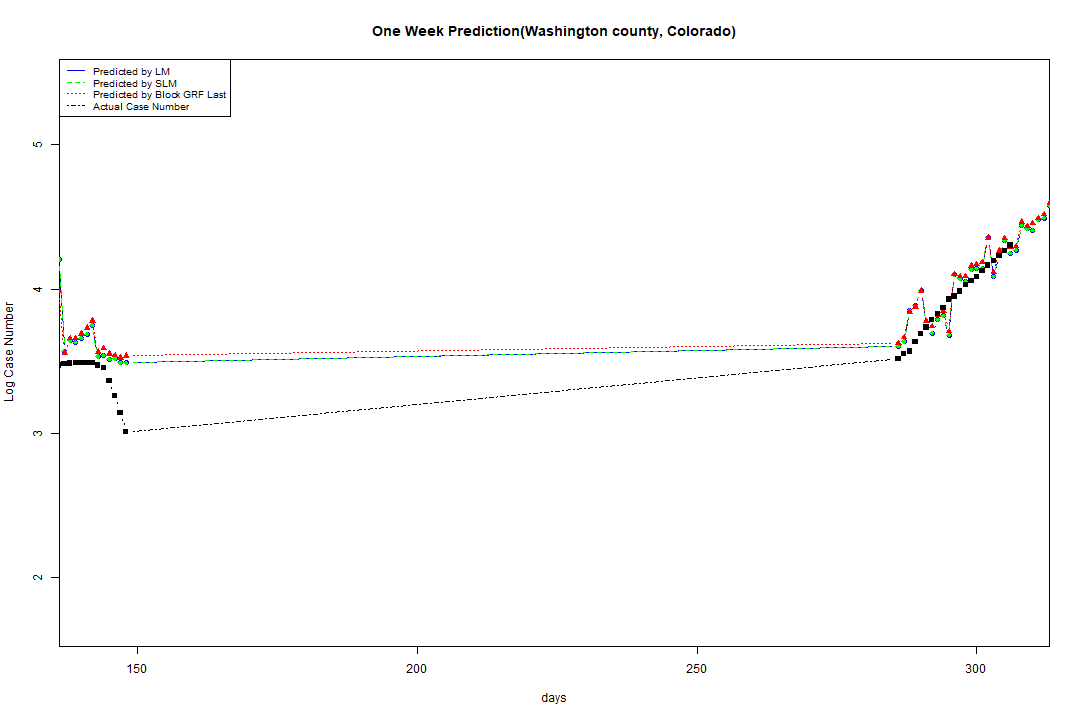 One Week Prediction(Washington county, Colorado)
Predicted by LM
Predicted by SLM
Predicted by Block GRF Last
Actual Case Number
Log Case Number
5
4
3
2
150 200 250 300
days